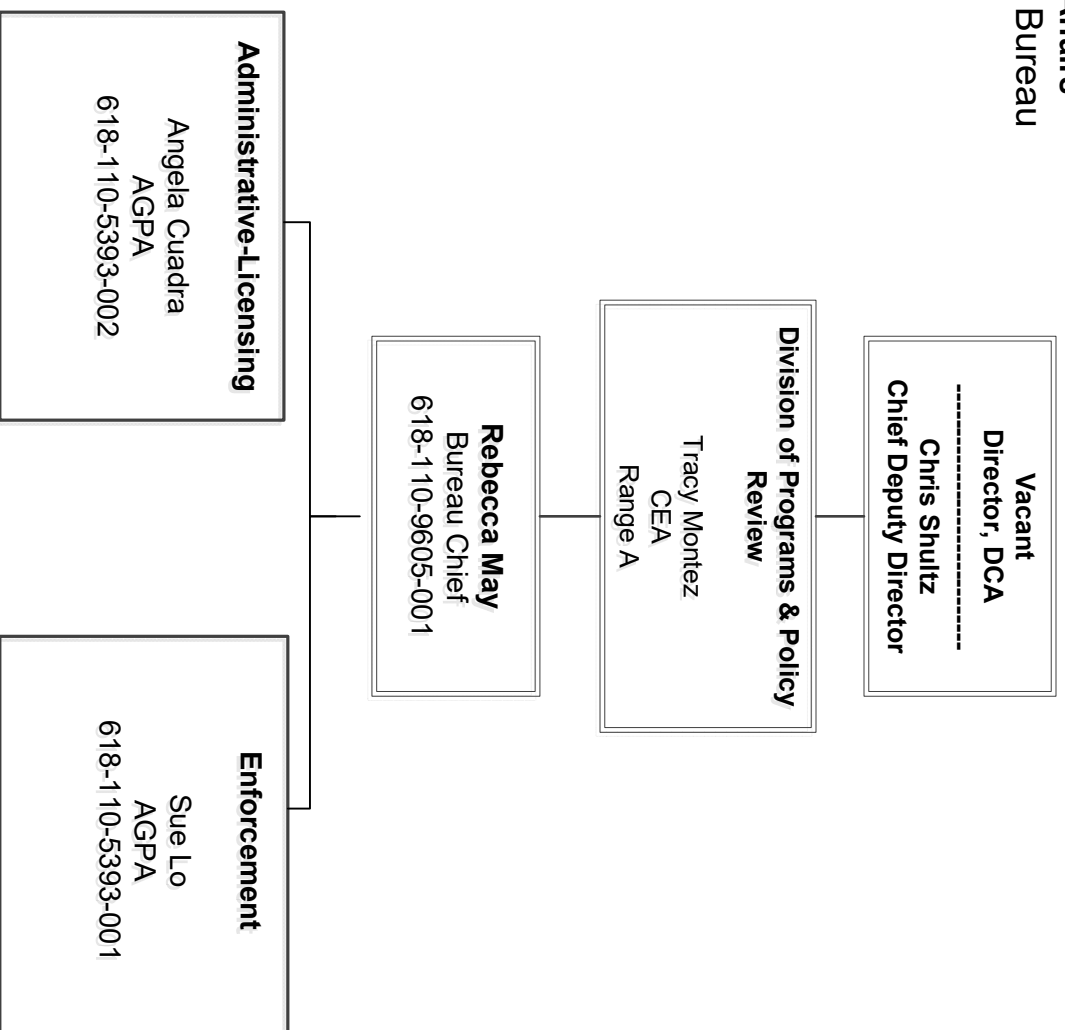 Bureau
Vacant
Director, DCA
Chris Shultz
Chief Deputy Director
Division of Programs & Policy
Review
Tracy Montez
CEA
Range A
Rebecca May
Bureau Chief
618-110-9605-001
Administrative-Licensing
Angela Cuadra
AGPA
618-110-5393-002
Enforcement
Sue Lo
AGPA
618-110-5393-001